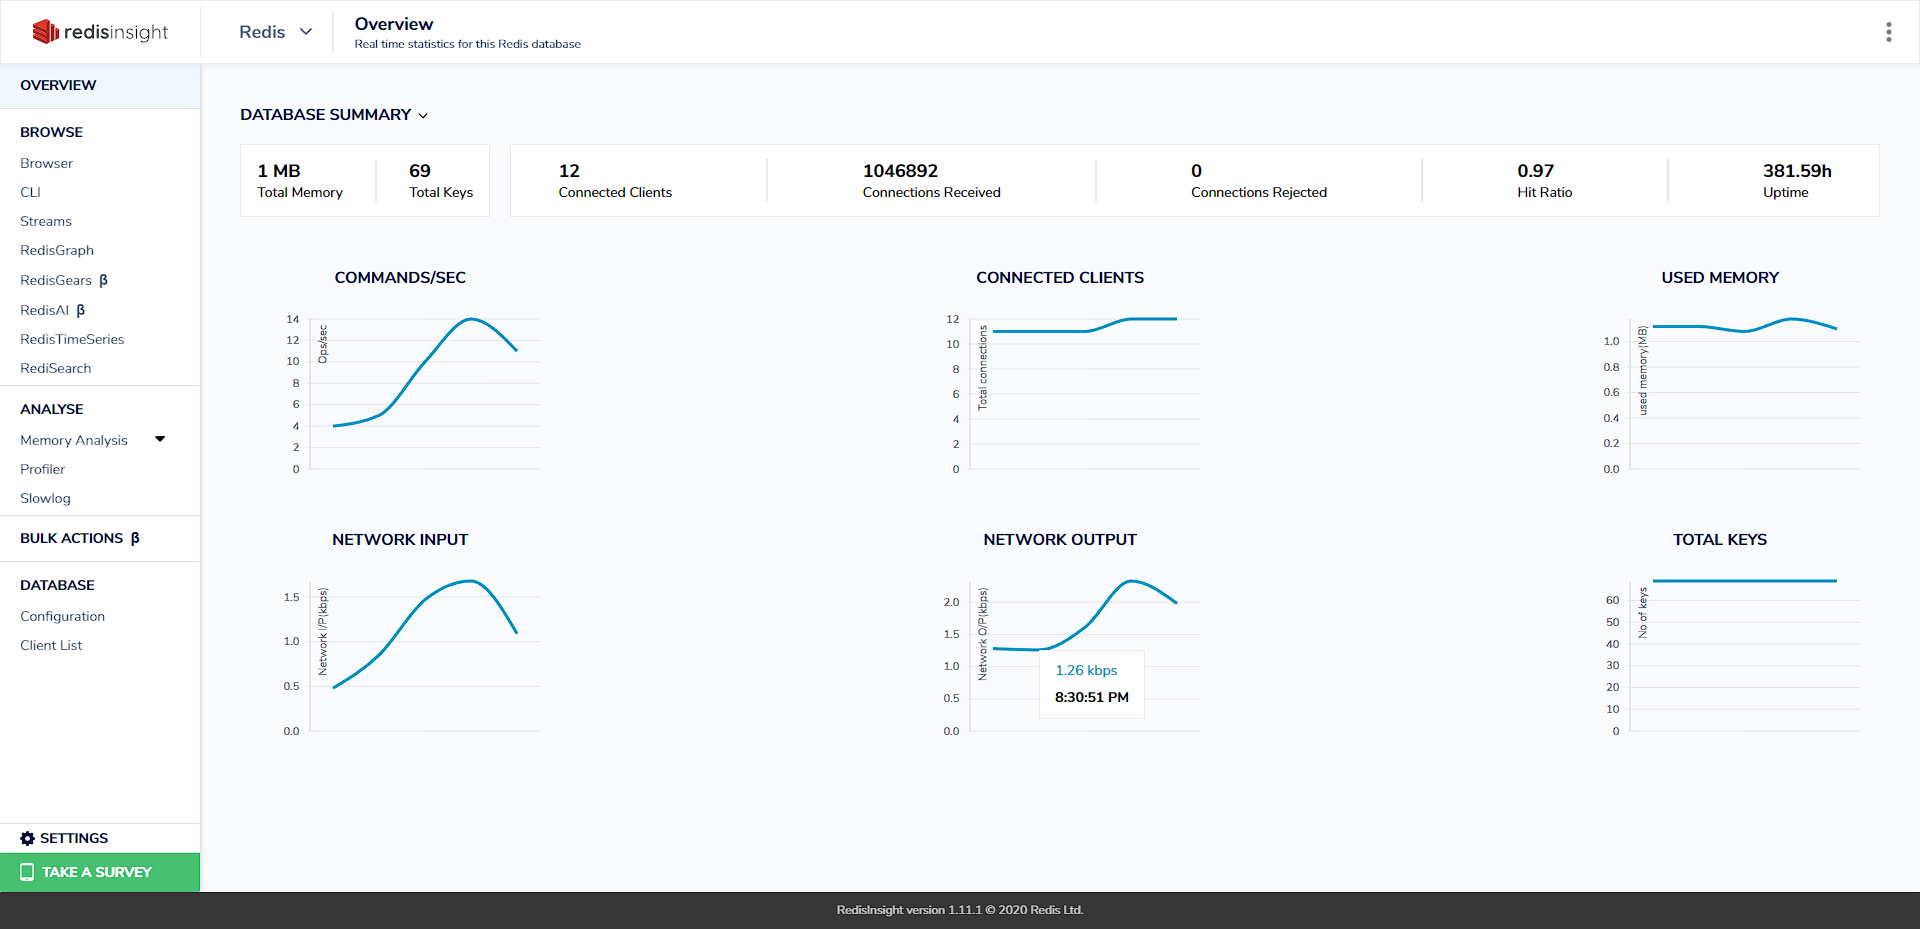 redisinsight
Redis
Overview
Real time statistics for this Redis database
OVERVIEW
BROWSE
Browser
CLI
Streams
RedisGraph
RedisGears β
RedisAI β
RedisTimeSeries
RediSearch
ANALYSE
Memory Analysis
Profiler
Slowlog
BULK ACTIONS β
DATABASE
Configuration
Client List
SETTINGS
TAKE A SURVEY
DATABASE SUMMARY
1 MB
Total Memory
69
Total Keys
12
Connected Clients
1046892
Connections Received
0
Connections Rejected
0.97
Hit Ratio
381.59h
Uptime
COMMANDS/SEC
14
12
10
8
6
4
2
0
Ops/sec
CONNECTED CLIENTS
12
10
8
6
4
2
0
Total connections
USED MEMORY
1.0
0.8
0.6
0.4
0.2
0.0
used memory(MB)
NETWORK INPUT
1.5
1.0
0.5
0.0
Network I/P(kbps)
NETWORK OUTPUT
2.0
1.5
1.0
0.5
0.0
Network O/P(kbps)
1.26 kbps
8:30:51 PM
TOTAL KEYS
60
50
40
30
20
10
0
No of keys
RedisInsight version 1.11.1 © 2020 Redis Ltd.